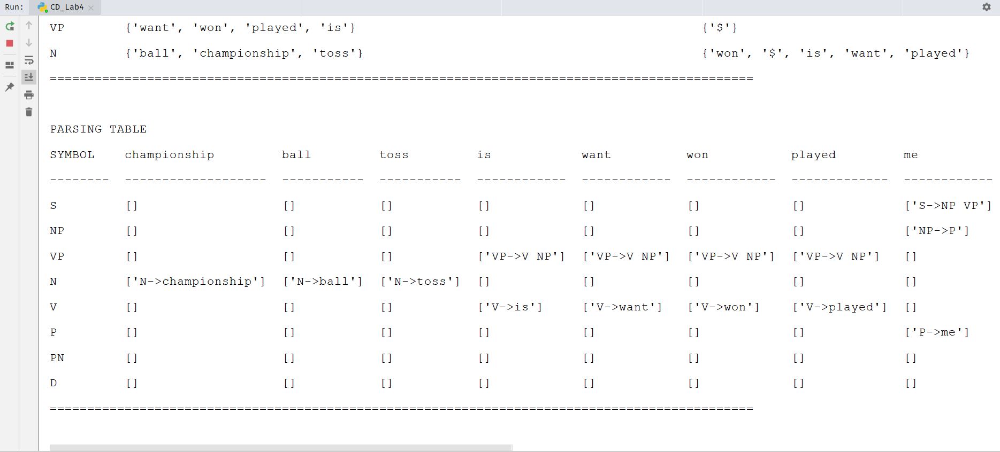 Run: CD_Lab4
VP {'want', 'won', 'played', 'is'} {'$'}
N {'ball', 'championship', 'toss'} {'won', '$', 'is', 'want', 'played'}
==============================================================================================
PARSING TABLE
SYMBOL championship ball toss is want won played me
-------- ------------------- ----------- ----------- ------------ ------------ ------------ ------------- ------------
S [] [] [] [] [] [] [] ['S->NP VP']
NP [] [] [] [] [] [] [] ['NP->P']
VP [] [] [] ['VP->V NP'] ['VP->V NP'] ['VP->V NP'] ['VP->V NP'] []
N ['N->championship'] ['N->ball'] ['N->toss'] [] [] [] [] []
V [] [] [] ['V->is'] ['V->want'] ['V->won'] ['V->played'] []
P [] [] [] [] [] [] [] ['P->me']
PN [] [] [] [] [] [] [] []
D [] [] [] [] [] [] [] []
==============================================================================================